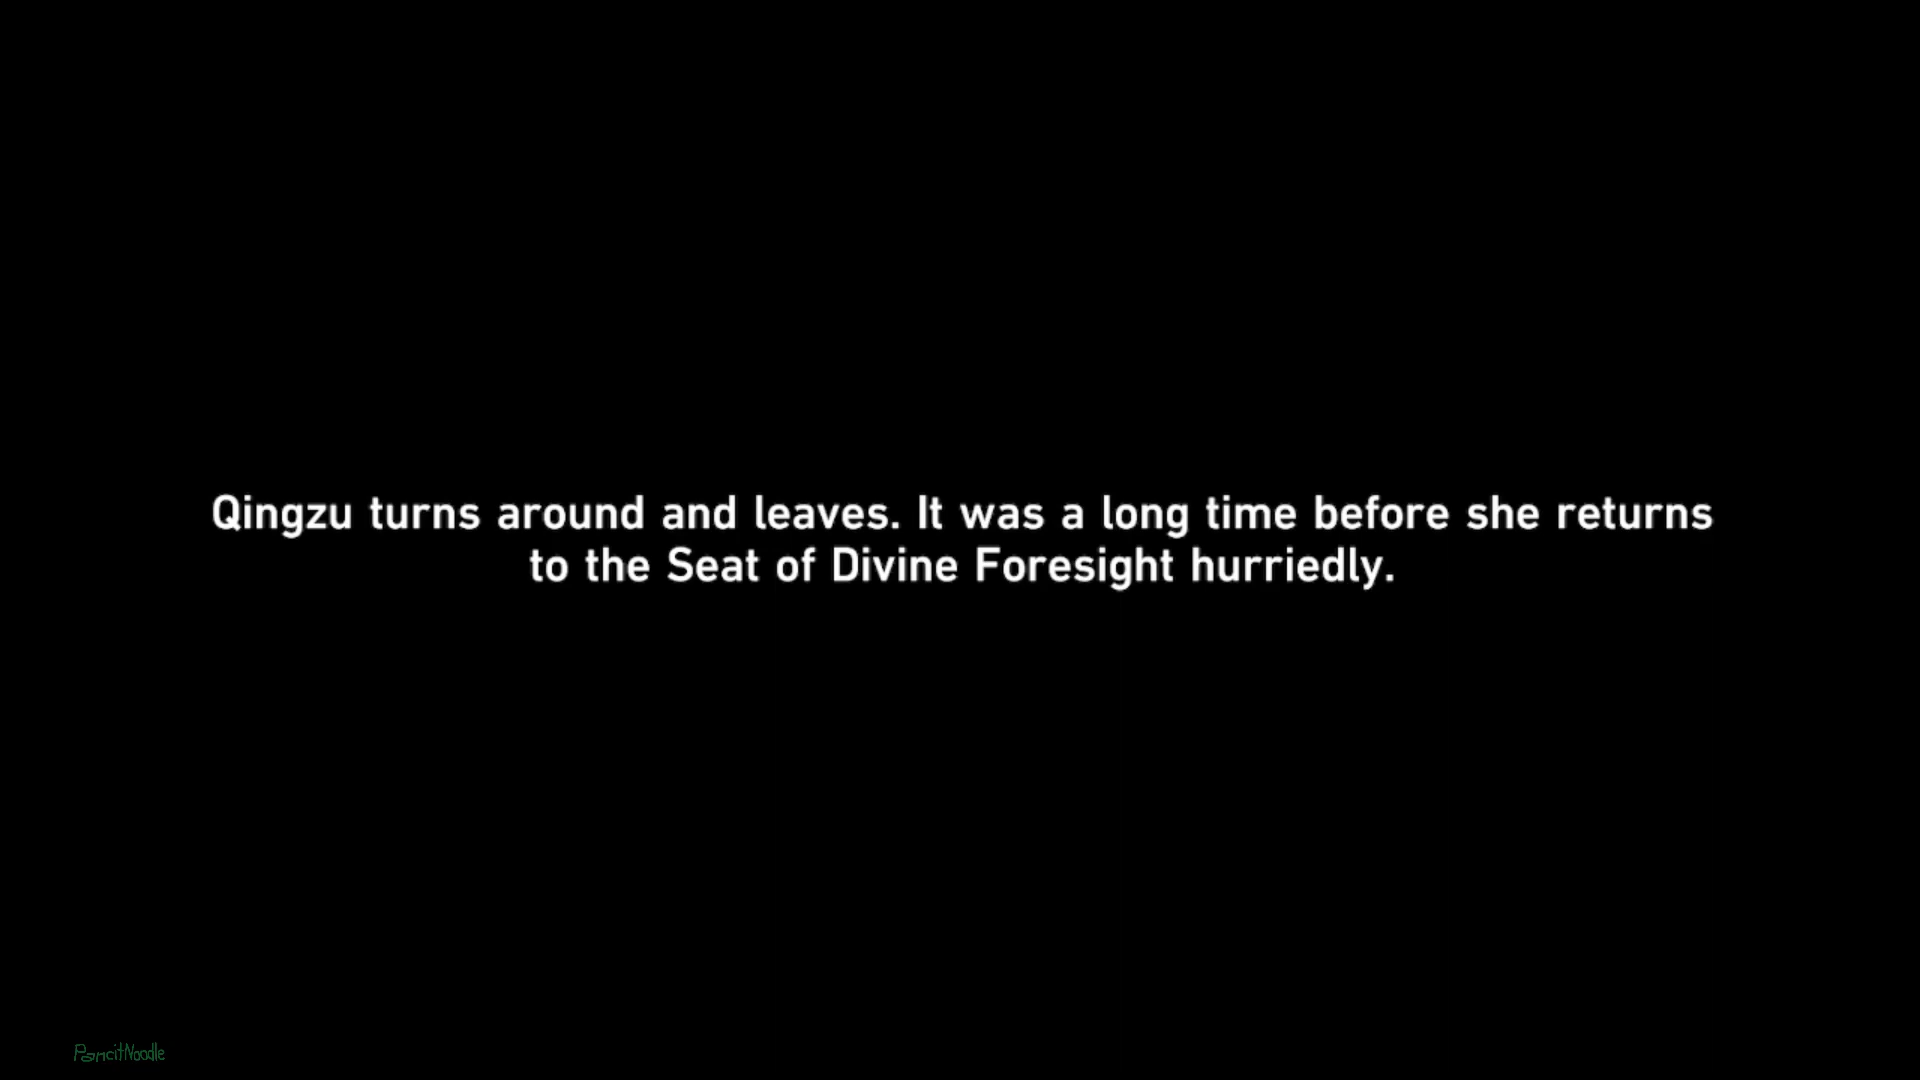 Qingzu turns around and leaves. It was a long time before she returns
to the Seat of Divine Foresight hurriedly.
PancitNoodle